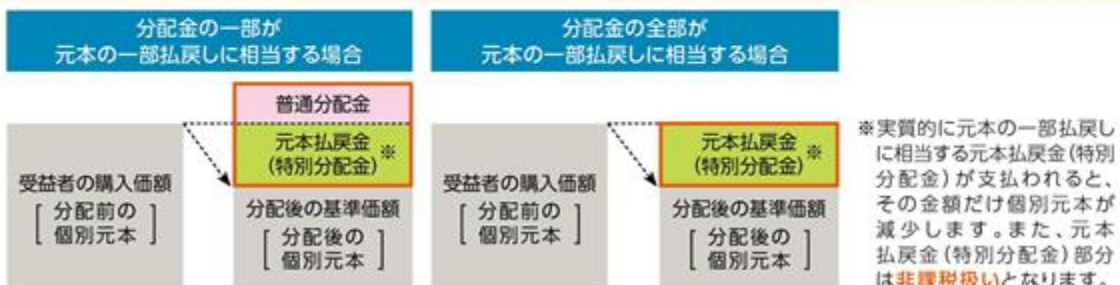 分配金の一部が
元本の一部払戻しに相当する場合
普通分配金
元本払戻金
(特別分配金)※
受益者の購入価額
[分配前の
個別元本]
分配後の基準価額
[分配後の
個別元本]
分配金の全部が
元本の一部払戻しに相当する場合
元本払戻金
(特別分配金)※
受益者の購入価額
[分配前の
個別元本]
分配後の基準価額
[分配後の
個別元本]
※実質的に元本の一部払戻し
に相当する元本払戻金(特別
分配金)が支払われると、
その金額だけ個別元本が
減少します。また、元本
払戻金(特別分配金)部分
は非課税扱いとなります。